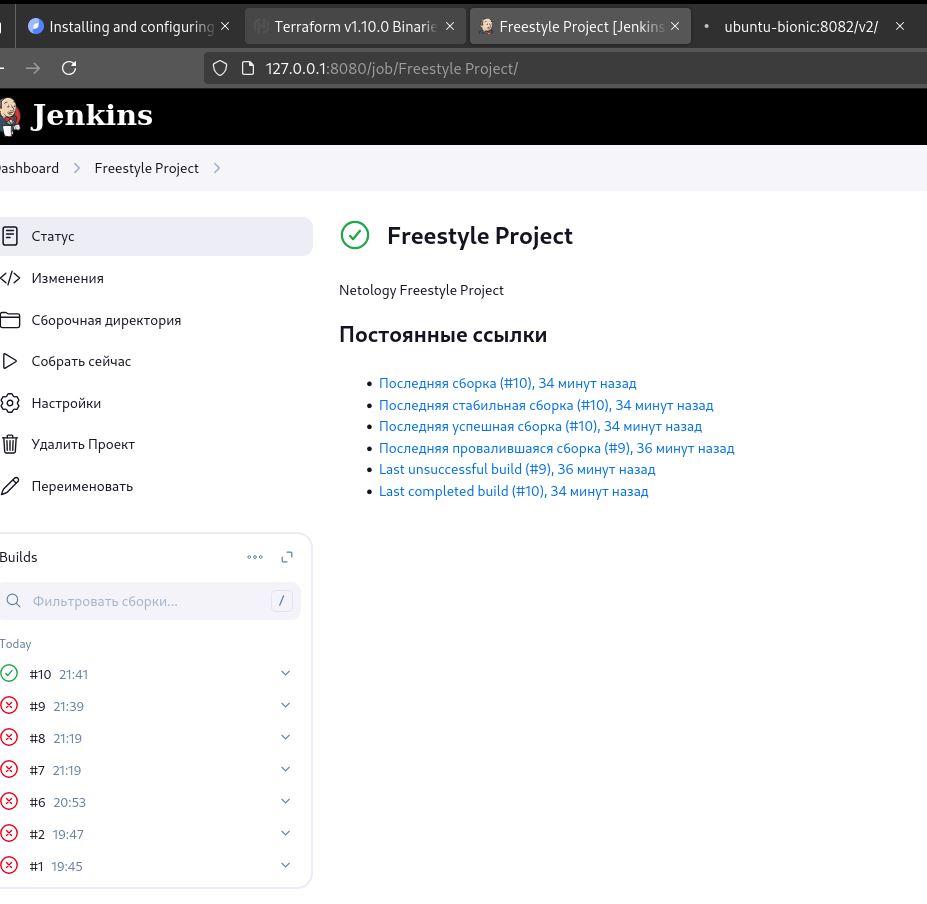 Installing and configuring
Terraform v1.10.0 Binarie
Freestyle Project [Jenkins
ubuntu-bionic:8082/v2/
127.0.0.1:8080/job/Freestyle Project/
Jenkins
ashboard
Freestyle Project
Статус
Изменения
Сборочная директория
Собрать сейчас
Настройки
Удалить Проект
Переименовать
Freestyle Project
Netology Freestyle Project
Постоянные ссылки
Последняя сборка (#10), 34 минут назад
Последняя стабильная сборка (#10), 34 минут назад
Последняя успешная сборка (#10), 34 минут назад
Последняя провалившаяся сборка (#9), 36 минут назад
Last unsuccessful build (#9), 36 минут назад
Last completed build (#10), 34 минут назад
Builds
Фильтровать сборки... /
Today
#10 21:41
#9 21:39
#8 21:19
#7 21:19
#6 20:53
#2 19:47
#1 19:45